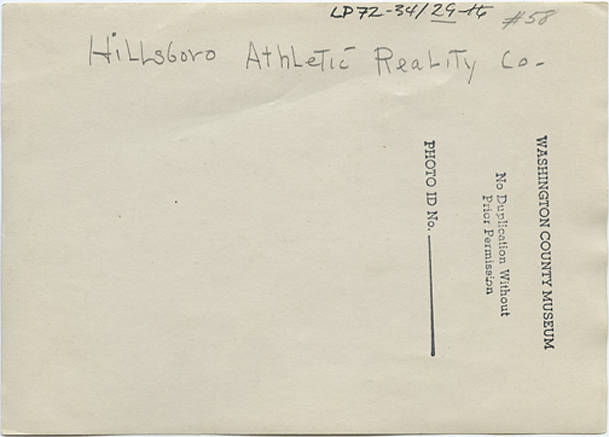 LP72-34/29-16 #58
Hillsboro Athletic Reality Co-
WASHINGTON COUNTY MUSEUM
No Duplication Without
Prior Permission
PHOTO ID No.